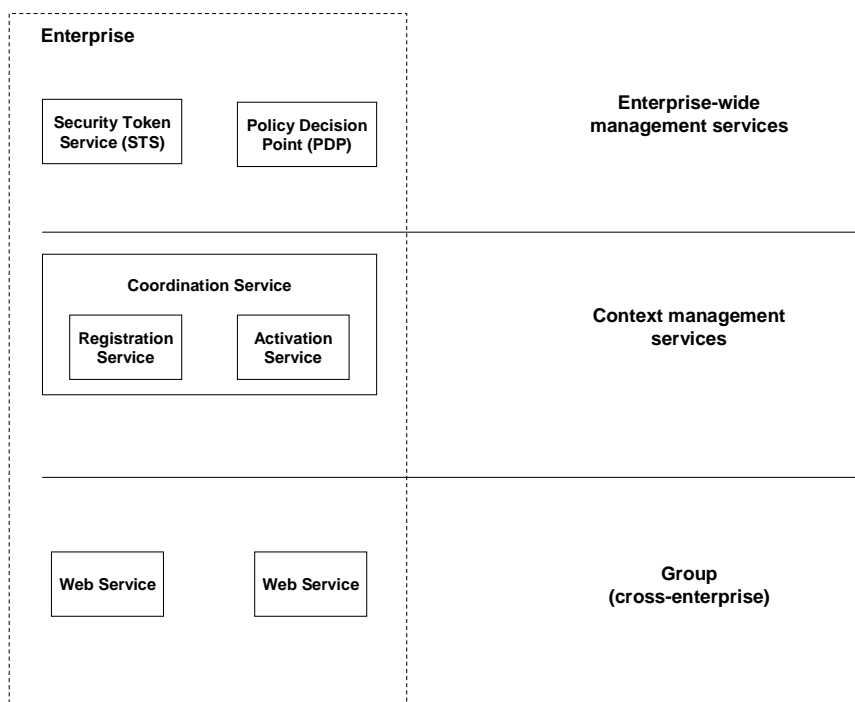 Enterprise
Security Token
Service (STS)
Policy Decision
Point (PDP)
Enterprise-wide
management services
Coordination Service
Registration
Service
Activation
Service
Context management
services
Web Service
Web Service
Group
(cross-enterprise)